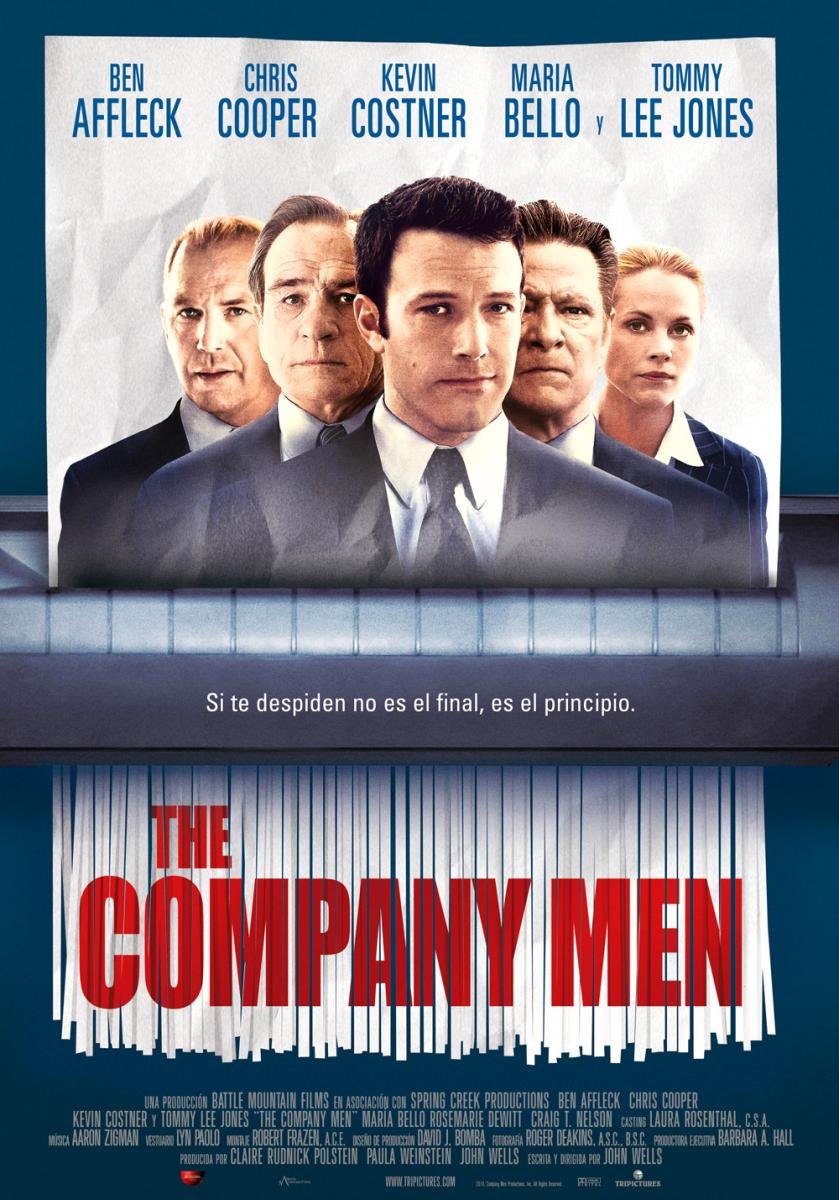 BEN AFFLECK
CHRIS COOPER
KEVIN COSTNER
MARIA BELLO y
TOMMY LEE JONES
Si te despiden no es el final, es el principio.
THE
COMPANY MEN
UNA PRODUCCIÓN BATTLE MOUNTAIN FILMS EN ASOCIACIÓN CON SPRING CREEK PRODUCTIONS BEN AFFLECK CHRIS COOPER
KEVIN COSTNER Y TOMMY LEE JONES "THE COMPANY MEN" MARIA BELLO ROSEMARIE DEWITT CRAIG T. NELSON CASTING LAURA ROSENTHAL, C.S.A.
MÚSICA AARON ZIGMAN VESTUARIO LYN PAOLO MONTAJE ROBERT FRAZEN, A.C.E. DISEÑO DE PRODUCCIÓN DAVID J. BOMBA FOTOGRAFÍA ROGER DEAKINS, A.S.C., B.S.C. PRODUCTORA EJECUTIVA BARBARA A. HALL
PRODUCIDA POR CLAIRE RUDNICK POLSTEIN PAULA WEINSTEIN JOHN WELLS ESCRITA Y DIRIGIDA POR JOHN WELLS
WWW.TRIPICTURES.COM
TRIPICTURES